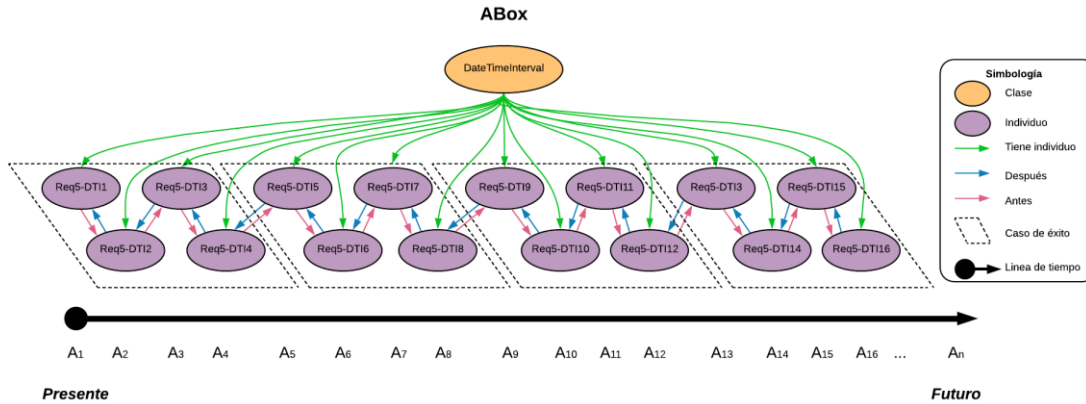 ABox
DateTimeInterval
Simbología
Clase
Individuo
Tiene individuo
Después
Antes
Caso de éxito
Linea de tiempo
Req5-DTI1 Req5-DTI3 Req5-DTI5 Req5-DTI7 Req5-DTI9 Req5-DTI11 Req5-DTI3 Req5-DTI15
Req5-DTI2 Req5-DTI4 Req5-DTI6 Req5-DTI8 Req5-DTI10 Req5-DTI12 Req5-DTI14 Req5-DTI16
A1 A2 A3 A4 A5 A6 A7 A8 A9 A10 A11 A12 A13 A14 A15 A16 ... An
Presente Futuro